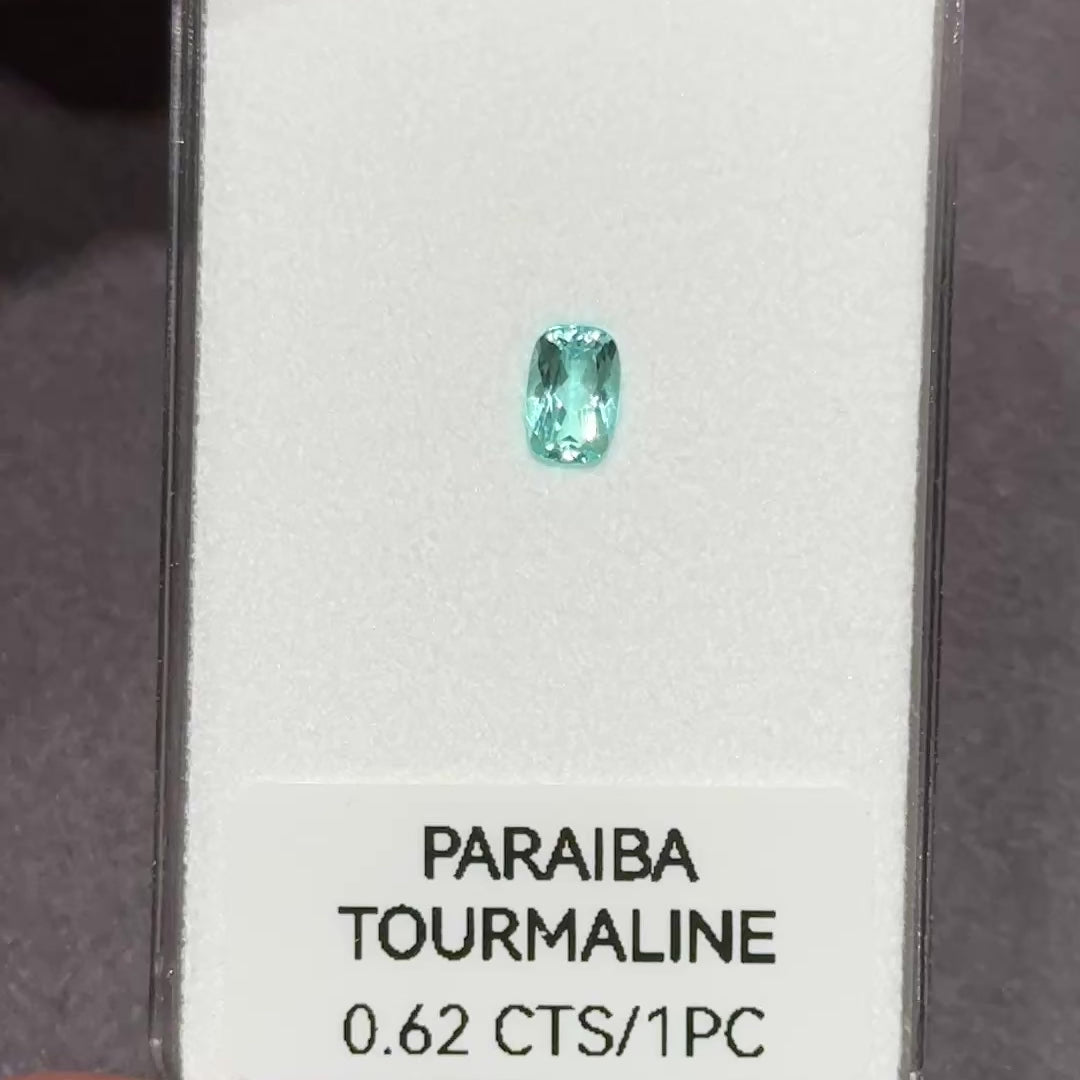 PARAIBA
TOURMALINE
0.62 CTS/1PC